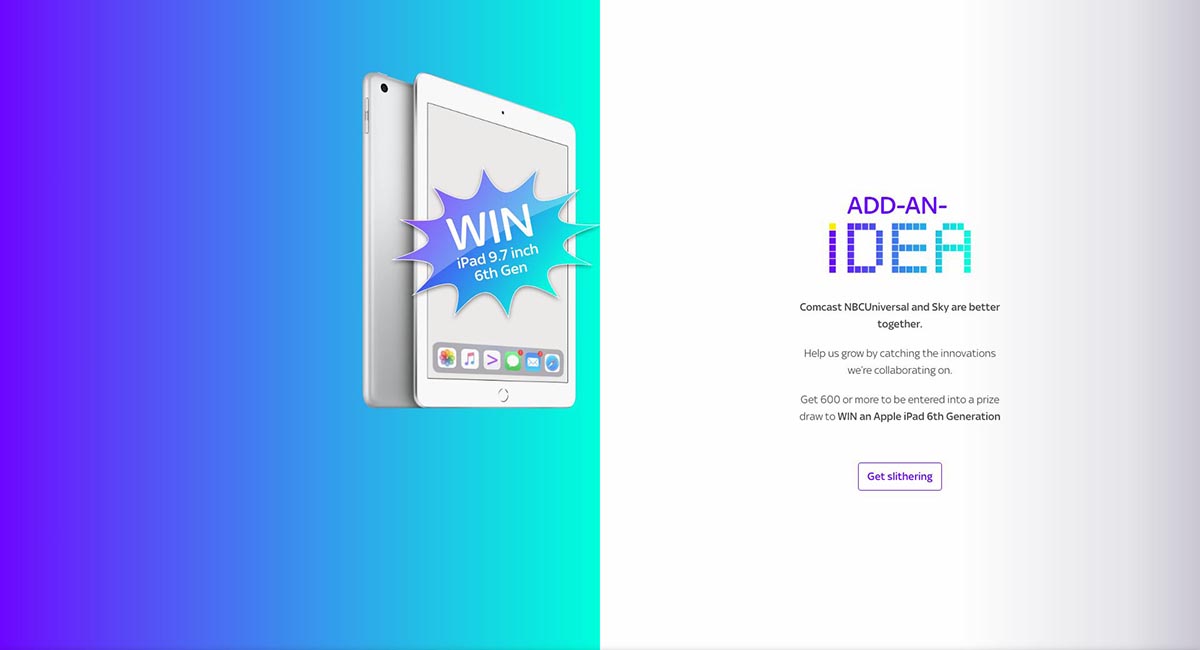 WIN
iPad 9.7 inch
6th Gen
ADD-AN-
iDEA
Comcast NBCUniversal and Sky are better
together.
Help us grow by catching the innovations
we're collaborating on.
Get 600 or more to be entered into a prize
draw to WIN an Apple iPad 6th Generation
Get slithering